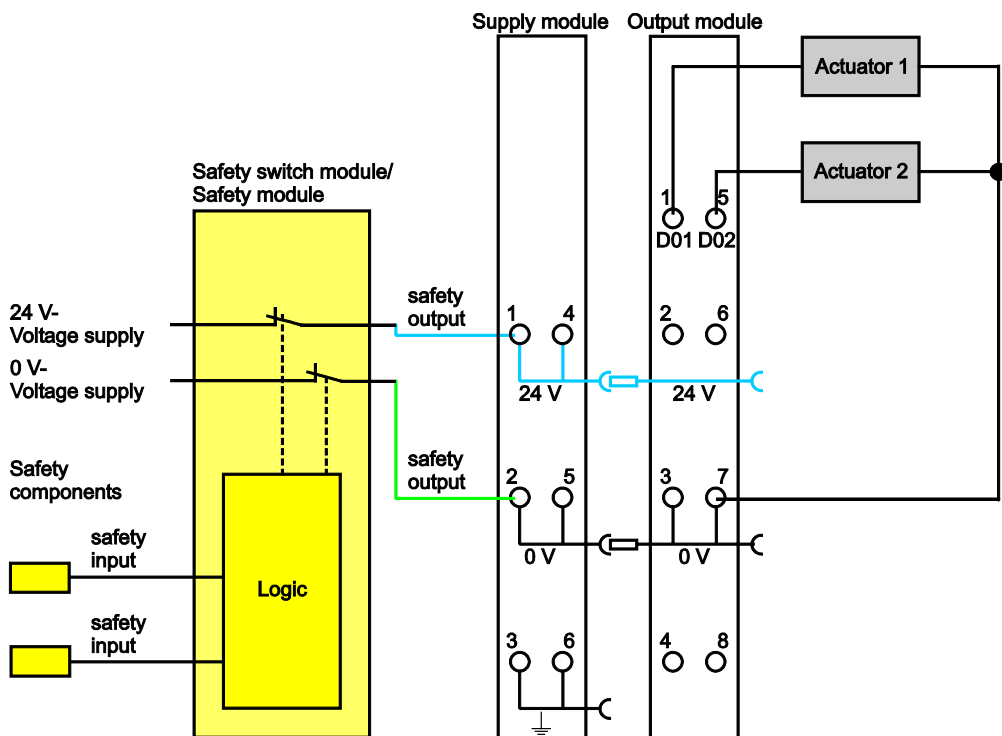 Supply module
Output module
Actuator 1
Actuator 2
Safety switch module/
Safety module
1
5
D01
D02
24 V-
Voltage supply
safety
output
1
4
2
6
0 V-
Voltage supply
24 V
24 V
Safety
components
safety
output
2
5
3
7
safety
input
0 V
0 V
Logic
safety
input
3
6
4
8